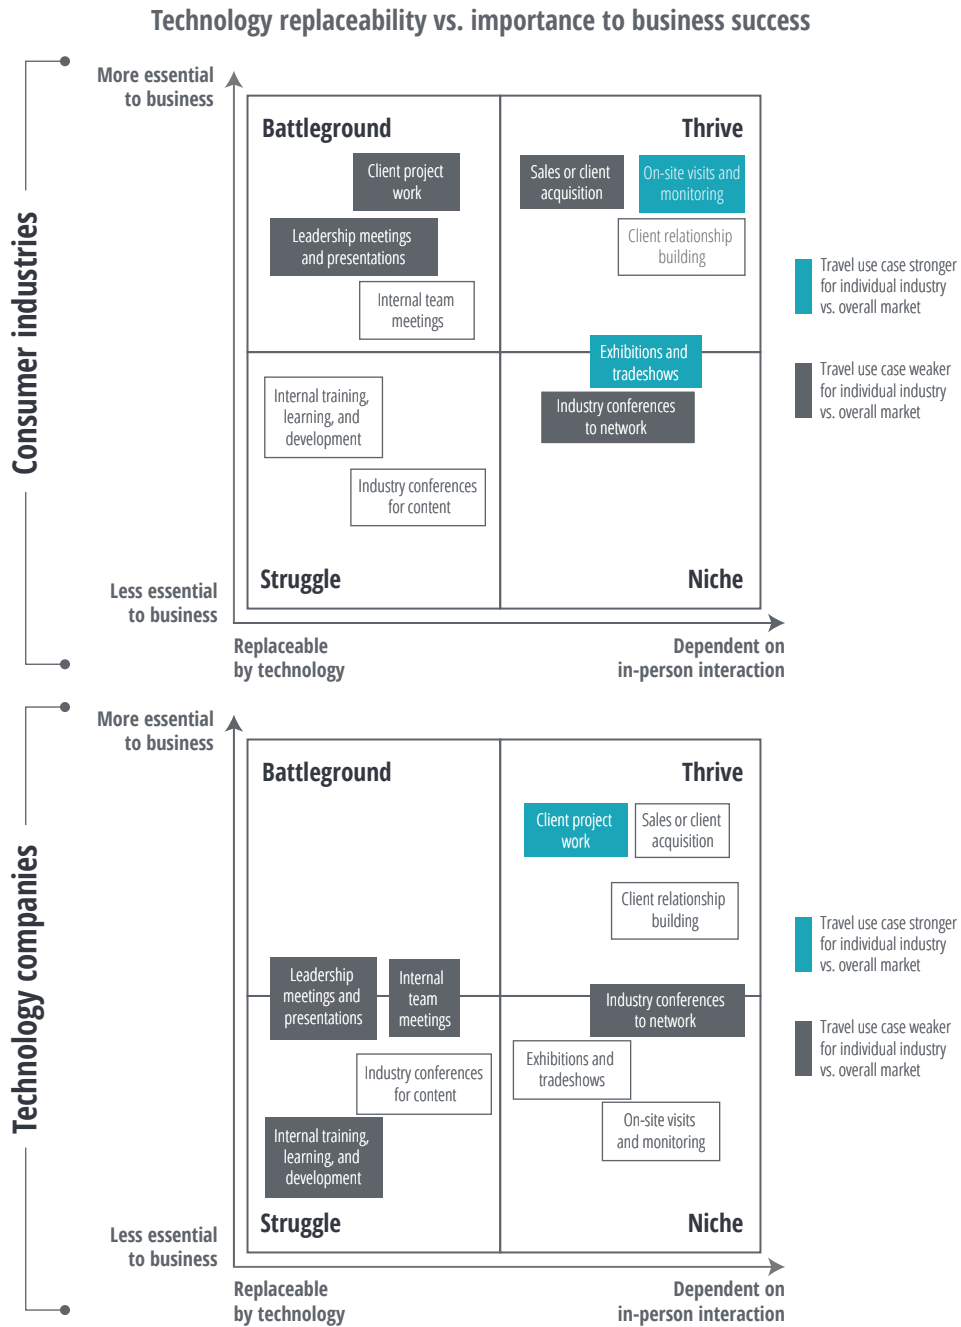 Technology replaceability vs. importance to business success
Consumer industries
More essential
to business
Battleground
Thrive
Client project
work
Sales or client
acquisition
On-site visits and
monitoring
Leadership meetings
and presentations
Client relationship
building
Internal team
meetings
Exhibitions and
tradeshows
Internal training,
learning, and
development
Industry conferences
to network
Industry conferences
for content
Struggle
Niche
Less essential
to business
Replaceable
by technology
Dependent on
in-person interaction
Travel use case stronger
for individual industry
vs. overall market
Travel use case weaker
for individual industry
vs. overall market
Technology companies
More essential
to business
Battleground
Thrive
Client project
work
Sales or client
acquisition
Client relationship
building
Leadership
meetings and
presentations
Internal
team
meetings
Industry conferences
to network
Exhibitions and
tradeshows
Industry conferences
for content
On-site visits
and monitoring
Internal training,
learning, and
development
Struggle
Niche
Less essential
to business
Replaceable
by technology
Dependent on
in-person interaction
Travel use case stronger
for individual industry
vs. overall market
Travel use case weaker
for individual industry
vs. overall market